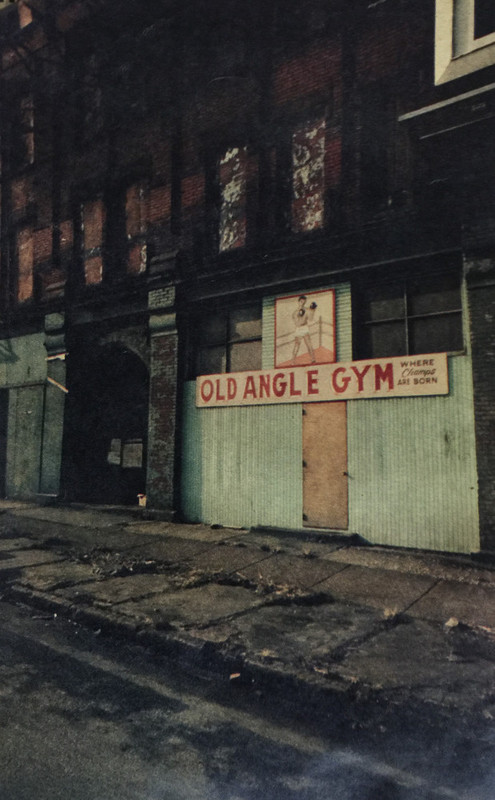 OLD ANGLE GYM
WHERE
Champs
ARE BORN